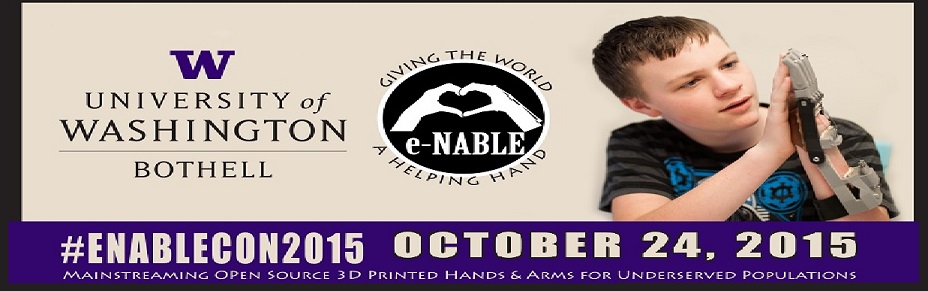 W
UNIVERSITY of
WASHINGTON
BOTHELL
GIVING THE WORLD
e-NABLE
A HELPING HAND
#ENABLECON2015 OCTOBER 24, 2015
MAINSTREAMING OPEN SOURCE 3D PRINTED HANDS & ARMS FOR UNDERSERVED POPULATIONS